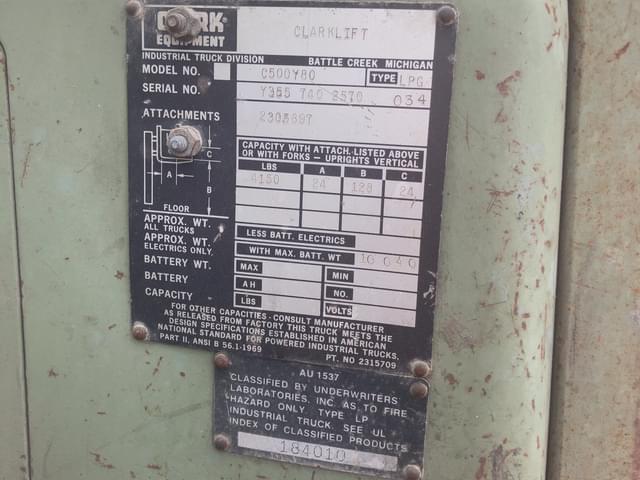 CLARK
EQUIPMENT
CLARKLIFT
INDUSTRIAL TRUCK DIVISION BATTLE CREEK MICHIGAN
MODEL NO. C500Y80 TYPE LPG
SERIAL NO. Y355 740 3570 034
ATTACHMENTS
CAPACITY WITH ATTACH. LISTED ABOVE
OR WITH FORKS - UPRIGHTS VERTICAL
LBS A B C
4150 24 128 24
A B C
FLOOR
APPROX. WT.
ALL TRUCKS
APPROX. WT.
ELECTRICS ONLY.
BATTERY WT.
BATTERY
CAPACITY
LESS BATT. ELECTRICS
WITH MAX. BATT. WT 10040
MAX MIN
AH NO.
LBS VOLTS
FOR OTHER CAPACITIES - CONSULT MANUFACTURER
AS RELEASED FROM FACTORY THIS TRUCK MEETS THE
DESIGN SPECIFICATIONS ESTABLISHED IN AMERICAN
NATIONAL STANDARD FOR POWERED INDUSTRIAL TRUCKS,
PART II, ANSI B 56.1-1969 PT. NO 2315709
AU 1537
CLASSIFIED BY UNDERWRITERS
LABORATORIES, INC. AS TO FIRE
HAZARD ONLY. TYPE LP
INDUSTRIAL TRUCK. SEE UL
INDEX OF CLASSIFIED PRODUCTS
184010